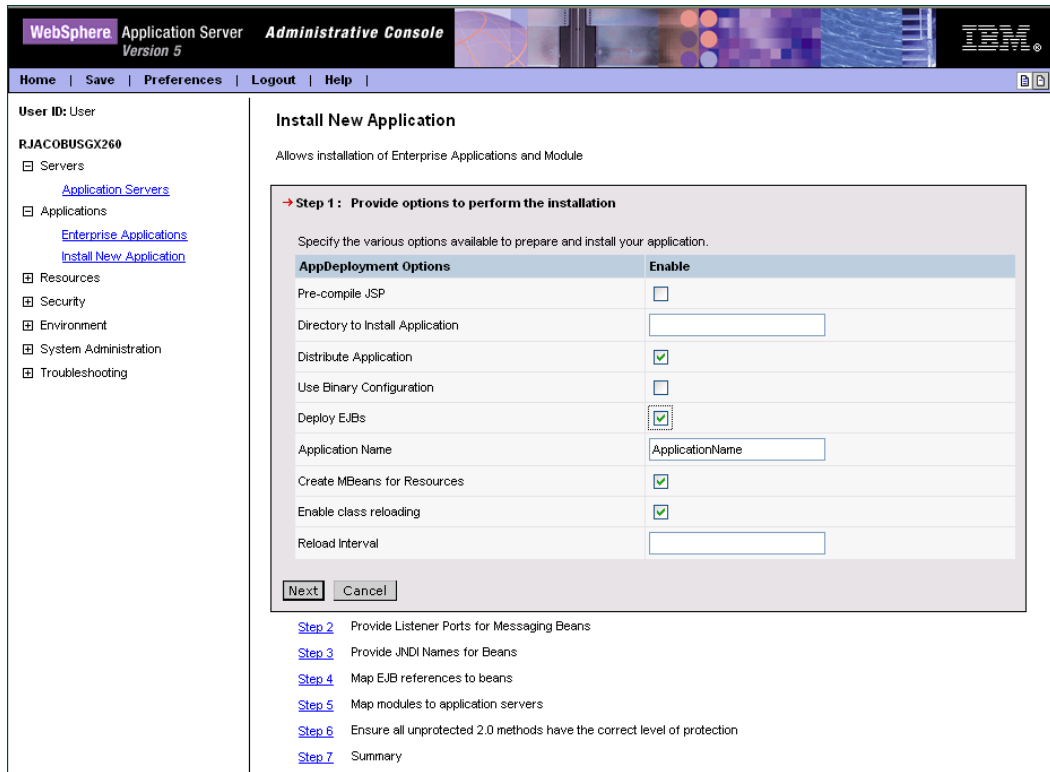 WebSphere Application Server Administrative Console
Version 5
IBM®
Home | Save | Preferences | Logout | Help |
User ID: User
RJACOBUSGX260
Servers
Application Servers
Applications
Enterprise Applications
Install New Application
Resources
Security
Environment
System Administration
Troubleshooting
Install New Application
Allows installation of Enterprise Applications and Module
Step 1 : Provide options to perform the installation
Specify the various options available to prepare and install your application.
AppDeployment Options Enable
Pre-compile JSP
Directory to Install Application
Distribute Application
Use Binary Configuration
Deploy EJBs
Application Name ApplicationName
Create MBeans for Resources
Enable class reloading
Reload Interval
Next Cancel
Step 2 Provide Listener Ports for Messaging Beans
Step 3 Provide JNDI Names for Beans
Step 4 Map EJB references to beans
Step 5 Map modules to application servers
Step 6 Ensure all unprotected 2.0 methods have the correct level of protection
Step 7 Summary